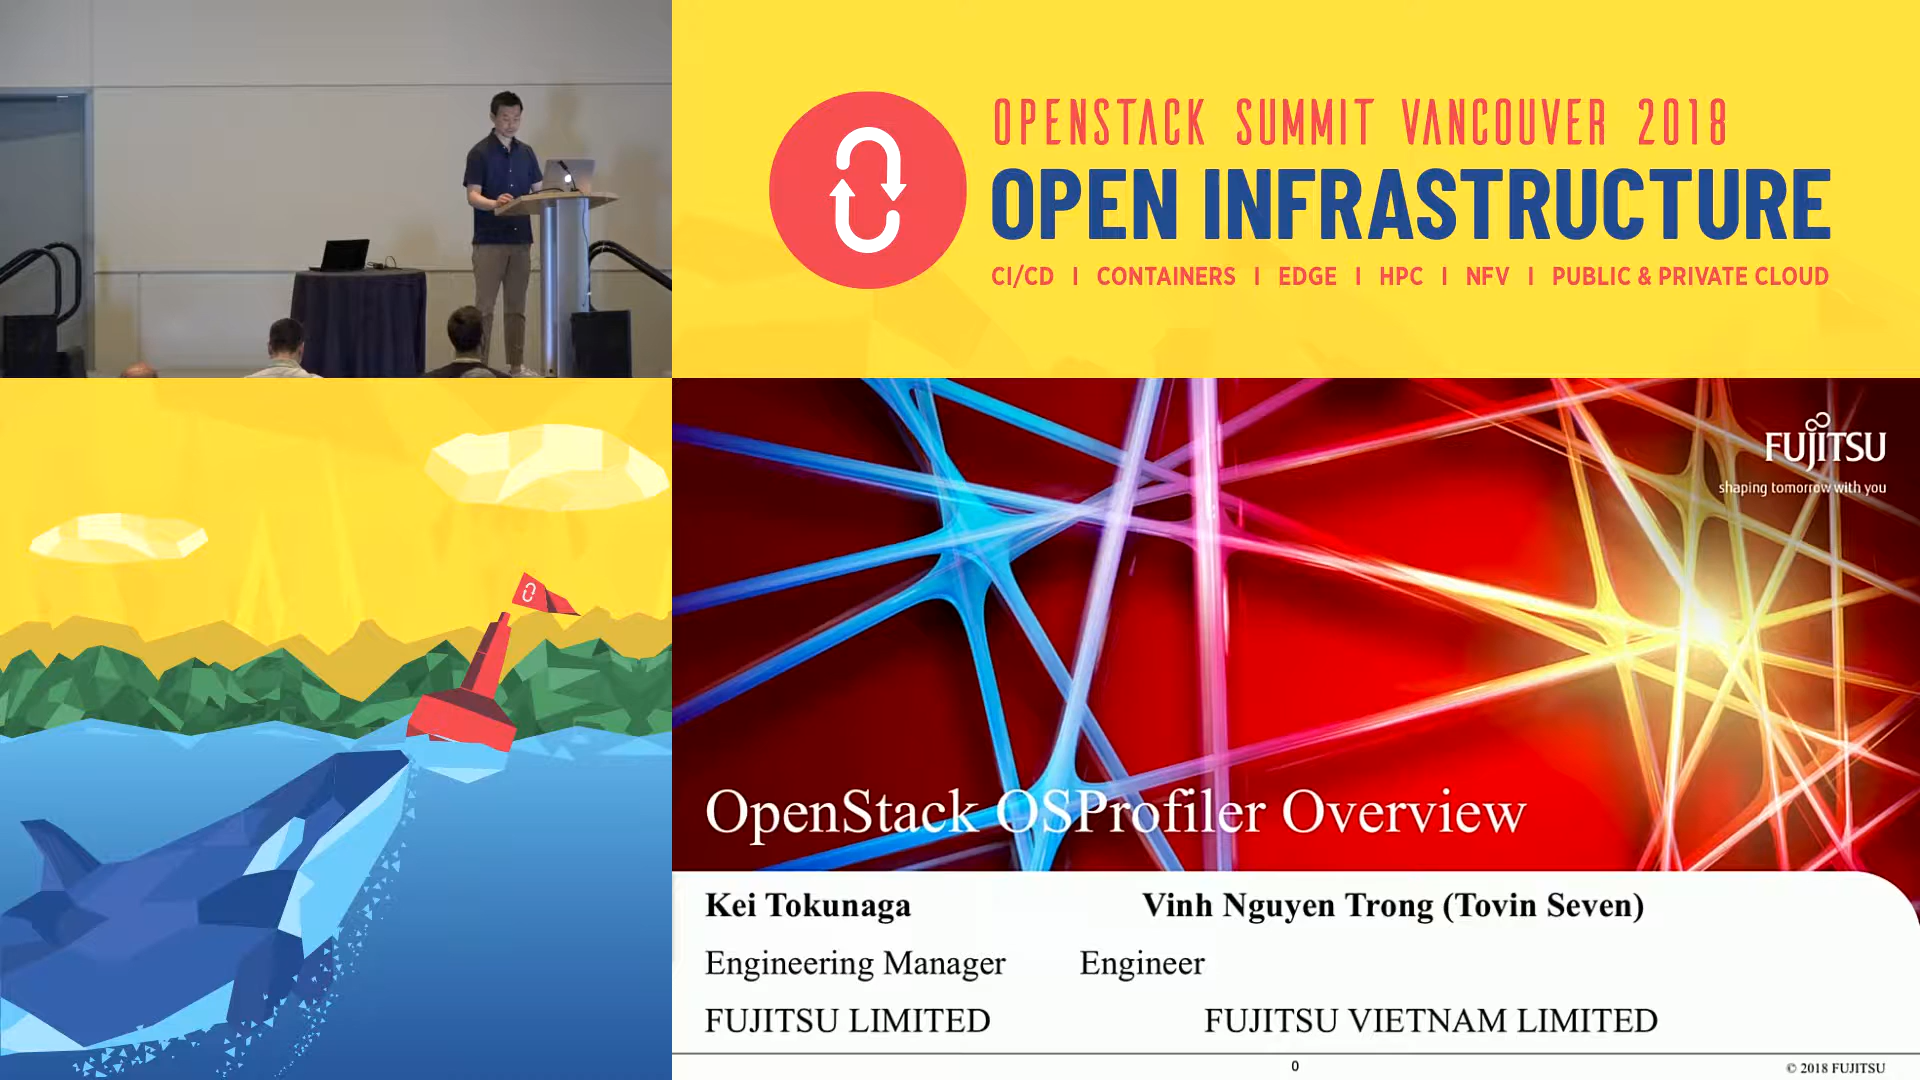 OPENSTACK SUMMIT VANCOUVER 2018
OPEN INFRASTRUCTURE
CI/CD | CONTAINERS | EDGE | HPC | NFV | PUBLIC & PRIVATE CLOUD
FUJITSU
shaping tomorrow with you
OpenStack OSProfiler Overview
Kei Tokunaga Vinh Nguyen Trong (Tovin Seven)
Engineering Manager Engineer
FUJITSU LIMITED FUJITSU VIETNAM LIMITED
0
© 2018 FUJITSU